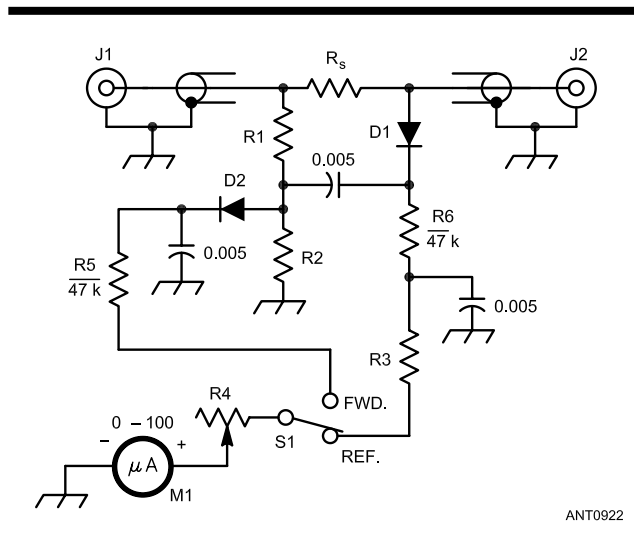 J1
R_s
J2
R1
D1
0.005
D2
R6
47 k
0.005
R5
47 k
R2
0.005
R3
R4
FWD.
0 – 100
S1
– +
REF.
μA
M1
ANT0922